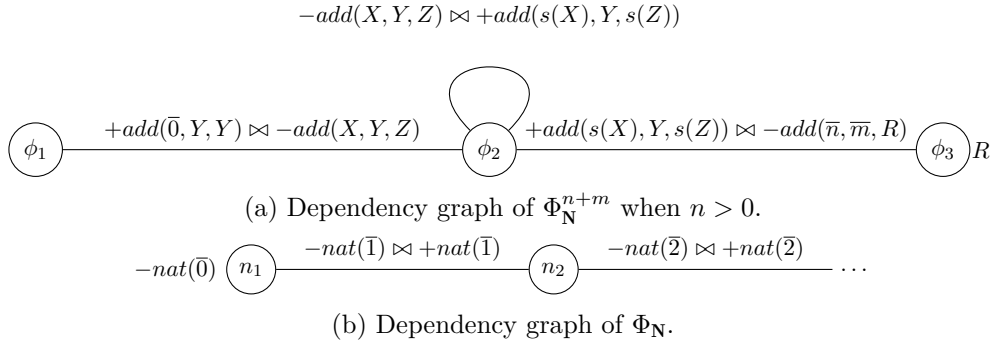 −add(X, Y, Z) ⋈ +add(s(X), Y, s(Z))
+add(0̅, Y, Y) ⋈ −add(X, Y, Z) +add(s(X), Y, s(Z)) ⋈ −add(n̅, m̅, R)
ϕ₁ ϕ₂ ϕ₃ R
(a) Dependency graph of Φ_𝐍^{n+m} when n > 0.
−nat(1̅) ⋈ +nat(1̅) −nat(2̅) ⋈ +nat(2̅)
−nat(0̅) n₁ n₂ ⋯
(b) Dependency graph of Φ_𝐍.